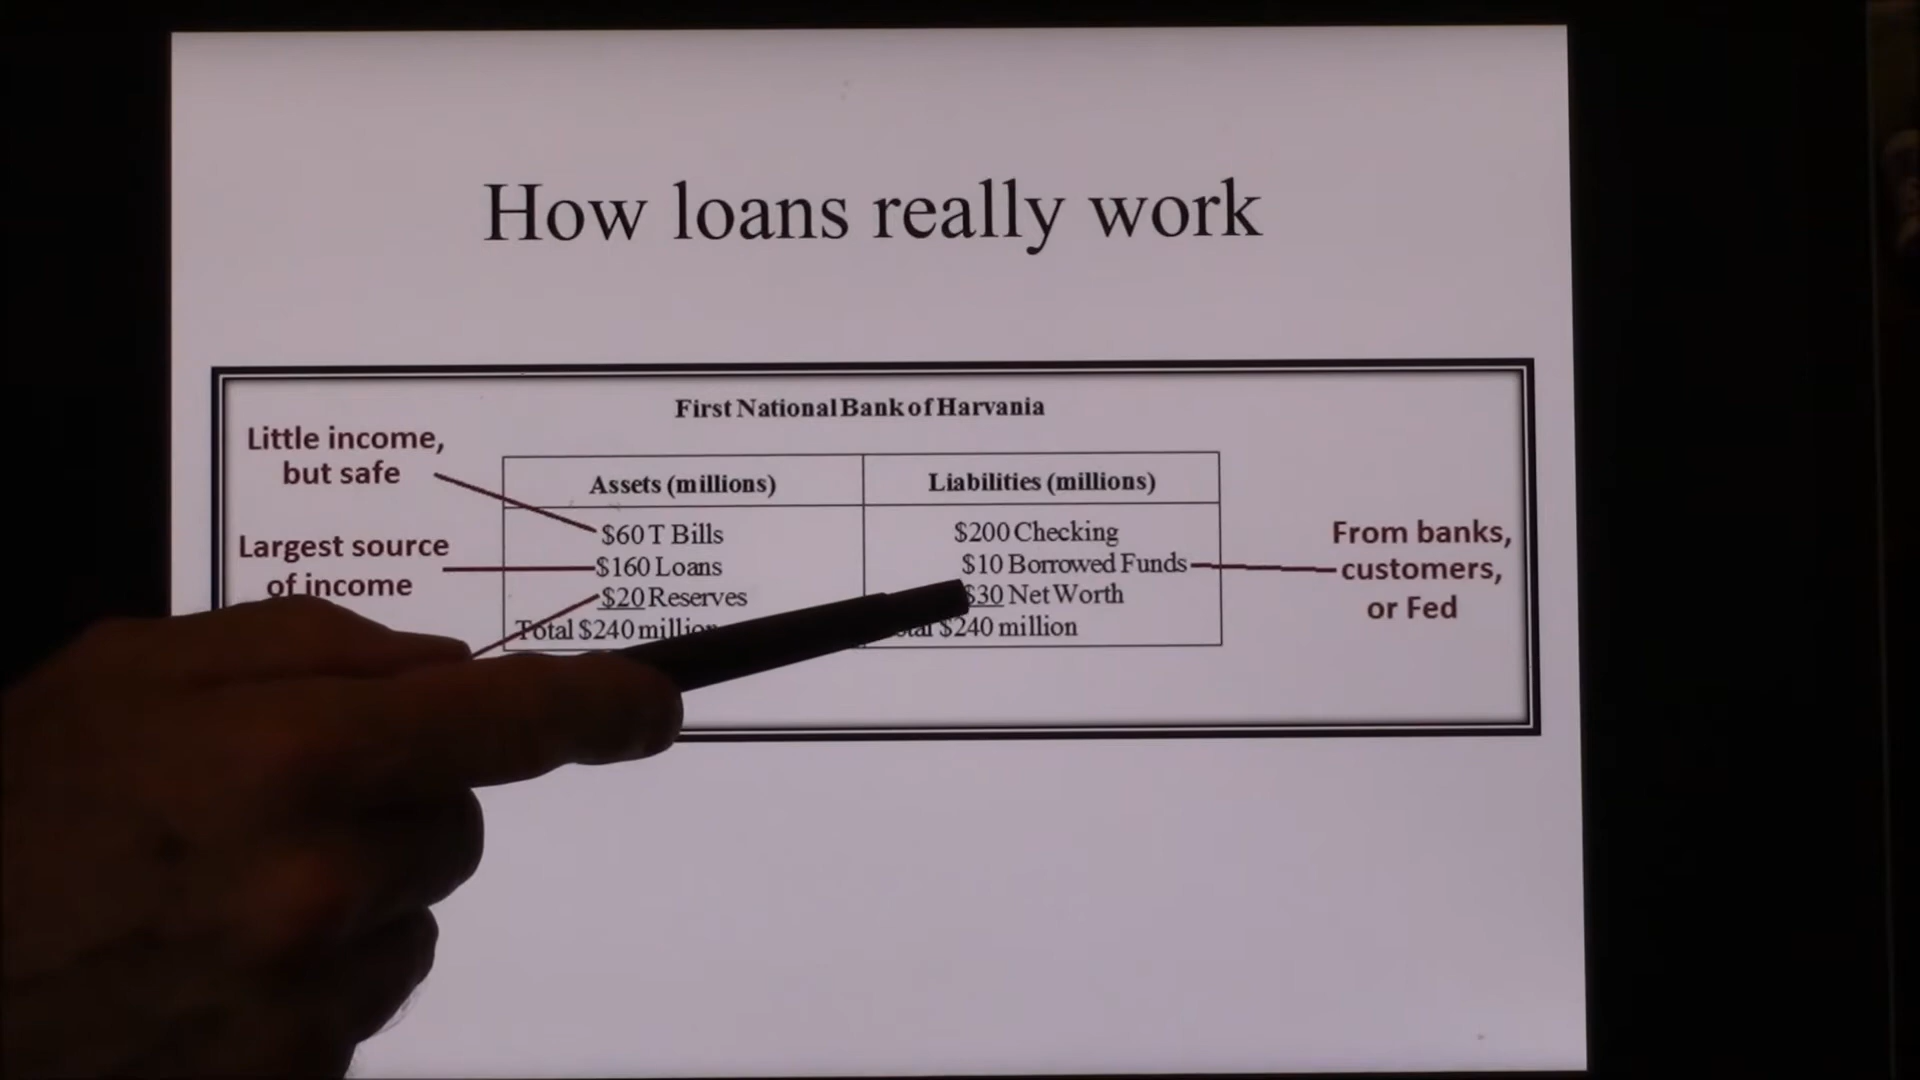 How loans really work
First National Bank of Harvania
Little income,
but safe
Largest source
of income
Assets (millions)
$60 T Bills
$160 Loans
$20 Reserves
Total $240 million
Liabilities (millions)
$200 Checking
$10 Borrowed Funds
$30 Net Worth
$240 million
From banks,
customers,
or Fed